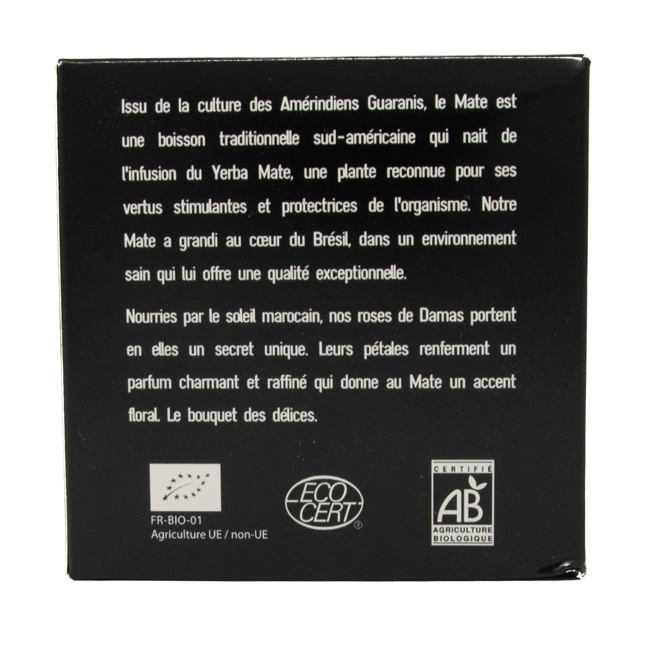 Issu de la culture des Amérindiens Guaranis, le Mate est
une boisson traditionnelle sud-américaine qui nait de
l'infusion du Yerba Mate, une plante reconnue pour ses
vertus stimulantes et protectrices de l'organisme. Notre
Mate a grandi au cœur du Brésil, dans un environnement
sain qui lui offre une qualité exceptionnelle.
Nourries par le soleil marocain, nos roses de Damas portent
en elles un secret unique. Leurs pétales renferment un
parfum charmant et raffiné qui donne au Mate un accent
floral. Le bouquet des délices.
FR-BIO-01
Agriculture UE / non-UE
ECO
CERT®
CERTIFIÉ
AB
AGRICULTURE
BIOLOGIQUE